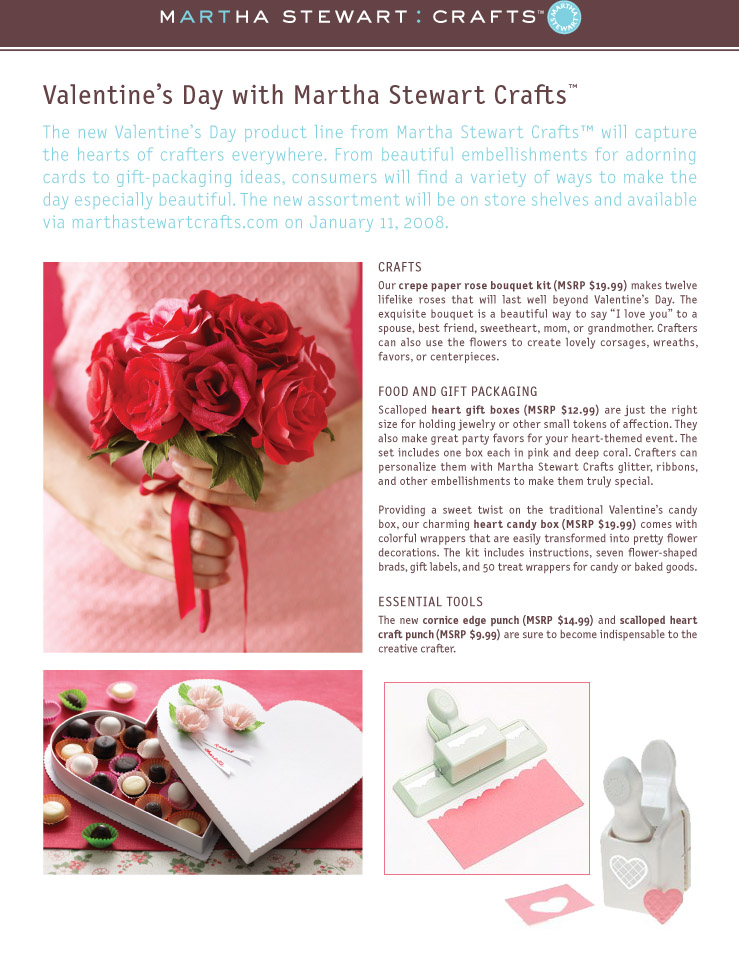 MARTHA STEWART : CRAFTS™
MARTHA STEWART
Valentine's Day with Martha Stewart Crafts™
The new Valentine's Day product line from Martha Stewart Crafts™ will capture
the hearts of crafters everywhere. From beautiful embellishments for adorning
cards to gift-packaging ideas, consumers will find a variety of ways to make the
day especially beautiful. The new assortment will be on store shelves and available
via marthastewartcrafts.com on January 11, 2008.
CRAFTS
Our crepe paper rose bouquet kit (MSRP $19.99) makes twelve
lifelike roses that will last well beyond Valentine's Day. The
exquisite bouquet is a beautiful way to say “I love you” to a
spouse, best friend, sweetheart, mom, or grandmother. Crafters
can also use the flowers to create lovely corsages, wreaths,
favors, or centerpieces.
FOOD AND GIFT PACKAGING
Scalloped heart gift boxes (MSRP $12.99) are just the right
size for holding jewelry or other small tokens of affection. They
also make great party favors for your heart-themed event. The
set includes one box each in pink and deep coral. Crafters can
personalize them with Martha Stewart Crafts glitter, ribbons,
and other embellishments to make them truly special.
Providing a sweet twist on the traditional Valentine's candy
box, our charming heart candy box (MSRP $19.99) comes with
colorful wrappers that are easily transformed into pretty flower
decorations. The kit includes instructions, seven flower-shaped
brads, gift labels, and 50 treat wrappers for candy or baked goods.
ESSENTIAL TOOLS
The new cornice edge punch (MSRP $14.99) and scalloped heart
craft punch (MSRP $9.99) are sure to become indispensable to the
creative crafter.